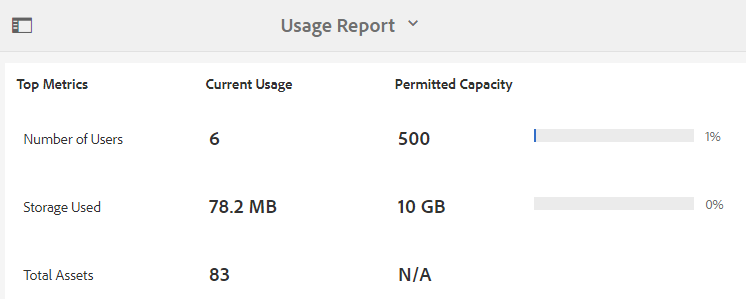 Usage Report
Top Metrics Current Usage Permitted Capacity
Number of Users 6 500 1%
Storage Used 78.2 MB 10 GB 0%
Total Assets 83 N/A